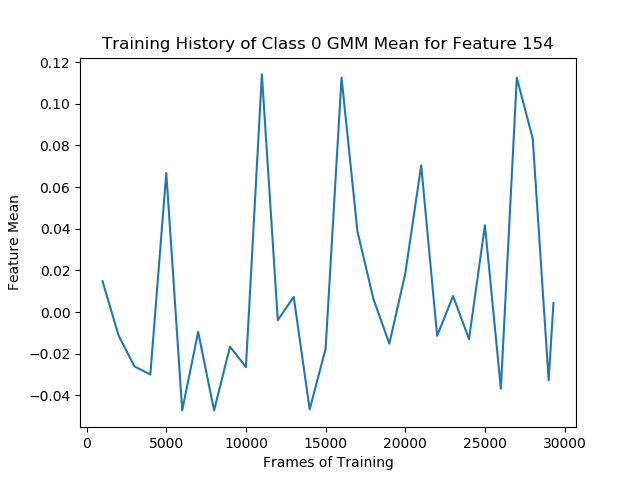 Training History of Class 0 GMM Mean for Feature 154
0.12
0.10
0.08
0.06
0.04
0.02
0.00
−0.02
−0.04
Feature Mean
0 5000 10000 15000 20000 25000 30000
Frames of Training